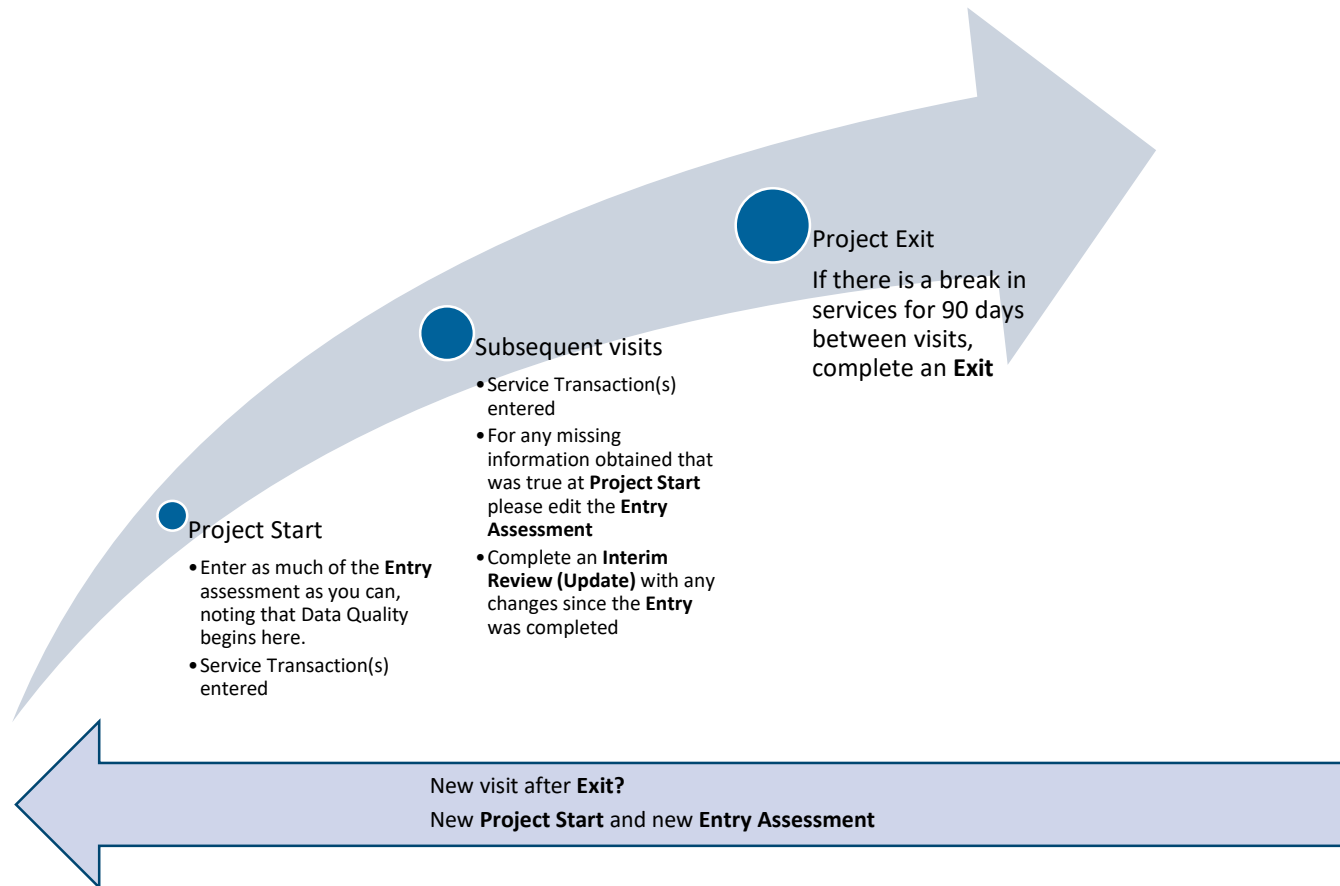 Project Start
•Enter as much of the Entry
assessment as you can,
noting that Data Quality
begins here.
•Service Transaction(s)
entered
Subsequent visits
•Service Transaction(s)
entered
•For any missing
information obtained that
was true at Project Start
please edit the Entry
Assessment
•Complete an Interim
Review (Update) with any
changes since the Entry
was completed
Project Exit
If there is a break in
services for 90 days
between visits,
complete an Exit
New visit after Exit?
New Project Start and new Entry Assessment